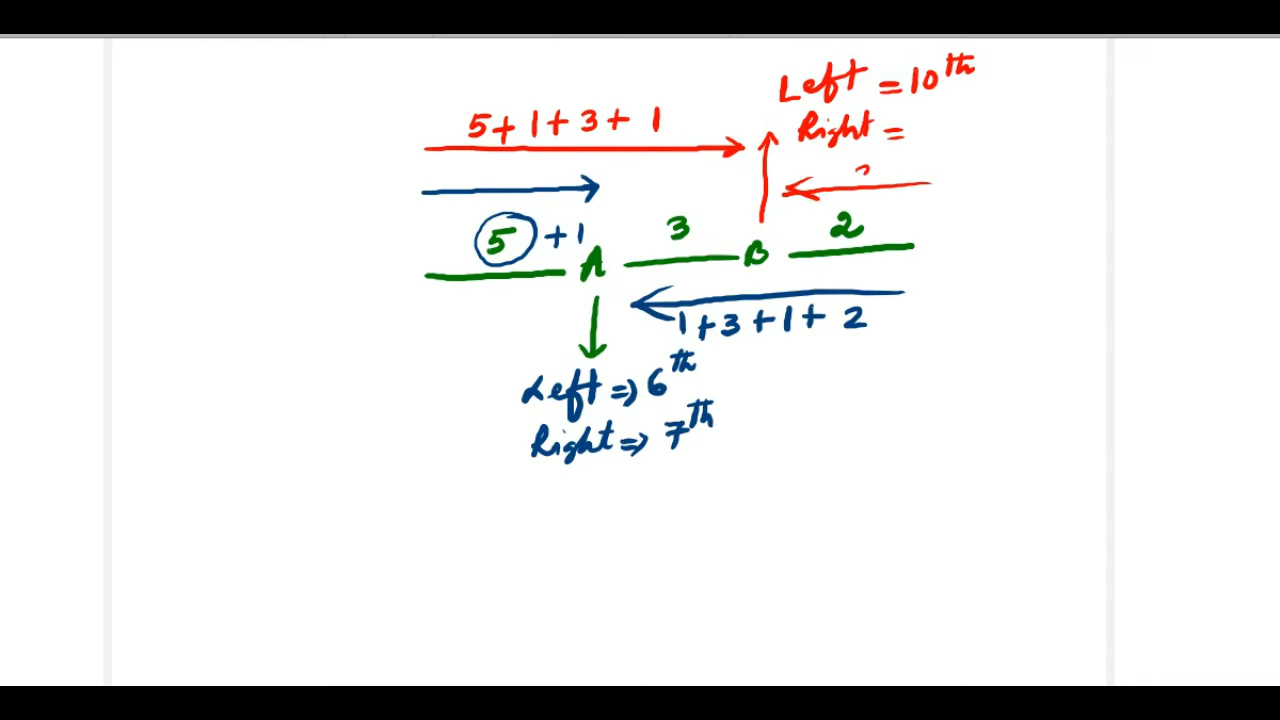 Left = 10th
5 + 1 + 3 + 1
Right =
5 + 1 A 3 B 2
1 + 3 + 1 + 2
Left ⇒ 6th
Right ⇒ 7th